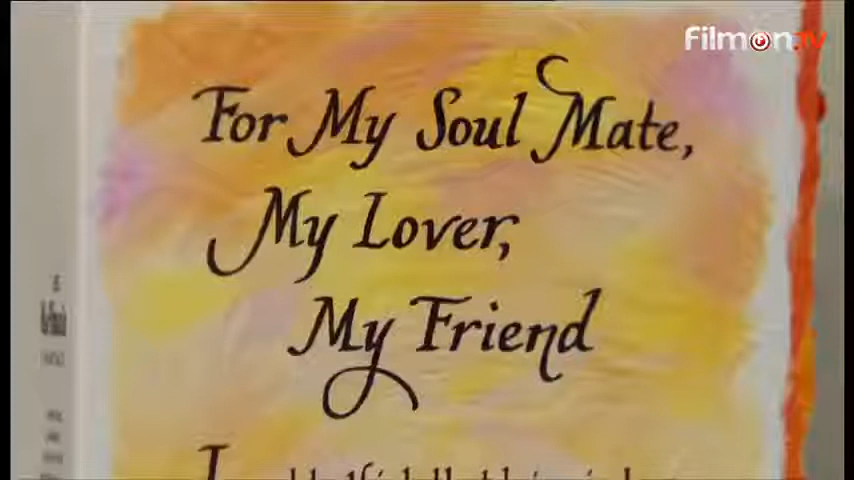 FilmOn.TV
For My Soul Mate,
My Lover,
My Friend